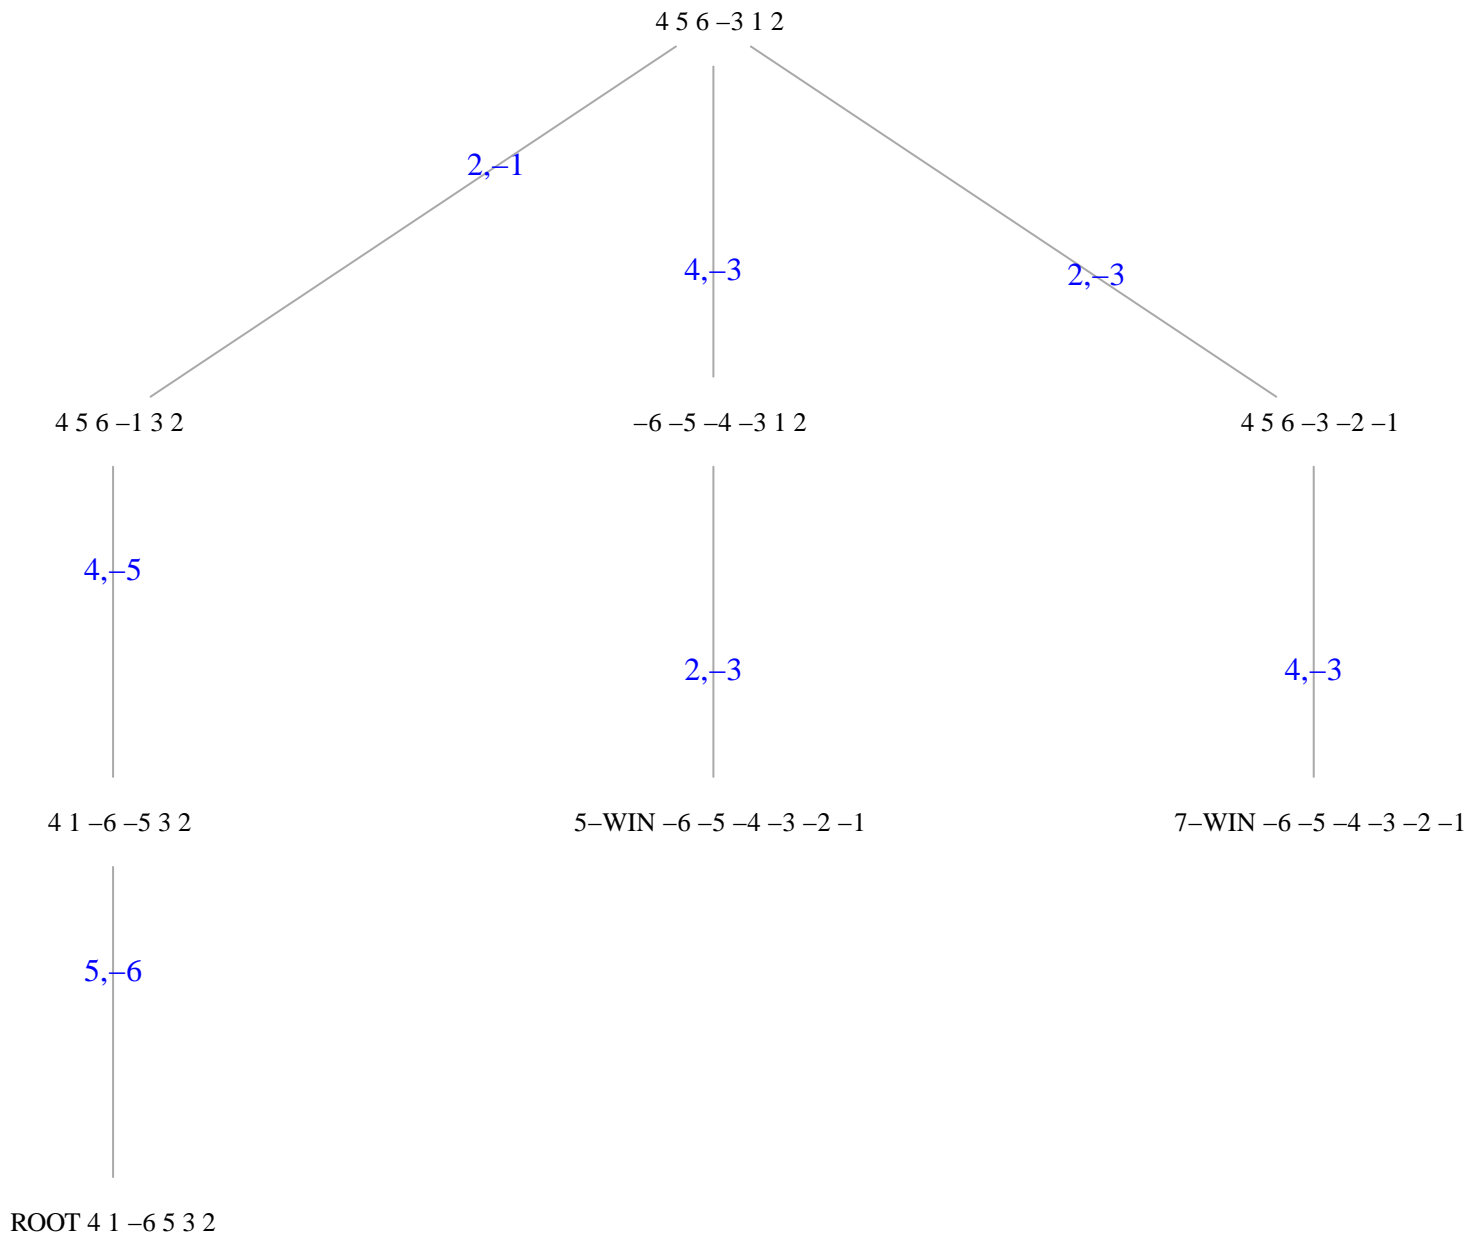 4 5 6 –3 1 2
2,–1
4,–3
2,–3
4 5 6 –1 3 2
–6 –5 –4 –3 1 2
4 5 6 –3 –2 –1
4,–5
2,–3
4,–3
4 1 –6 –5 3 2
5–WIN –6 –5 –4 –3 –2 –1
7–WIN –6 –5 –4 –3 –2 –1
5,–6
ROOT 4 1 –6 5 3 2